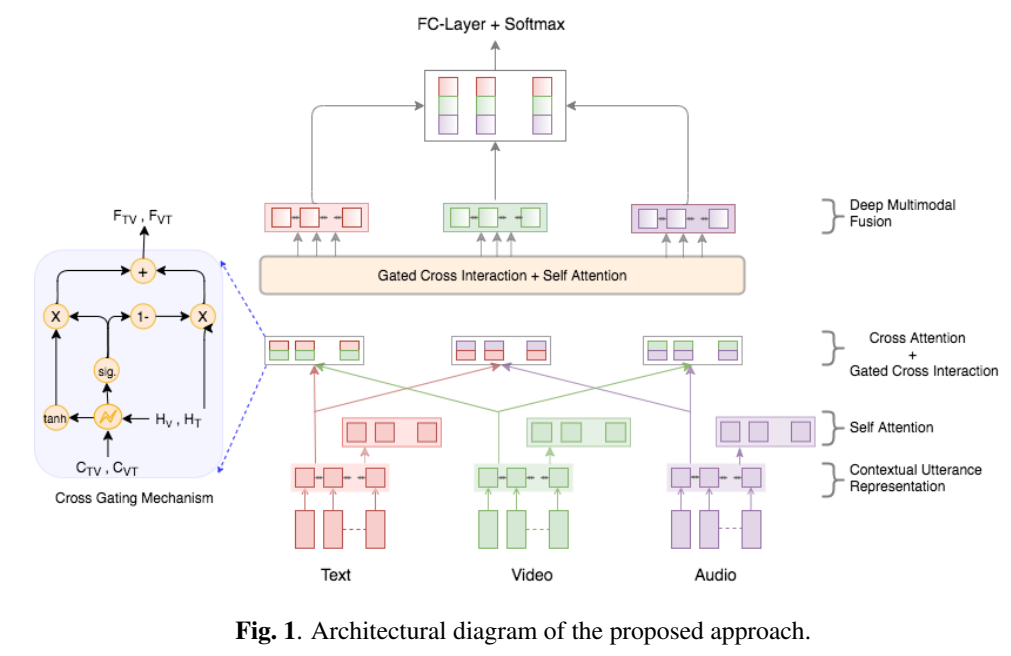 FC-Layer + Softmax
Deep Multimodal
Fusion
F_TV , F_VT
Gated Cross Interaction + Self Attention
+
X
1-
X
Cross Attention
+
Gated Cross Interaction
sig.
tanh
H_V , H_T
Self Attention
C_TV , C_VT
Cross Gating Mechanism
Contextual Utterance
Representation
Text
Video
Audio
Fig. 1. Architectural diagram of the proposed approach.